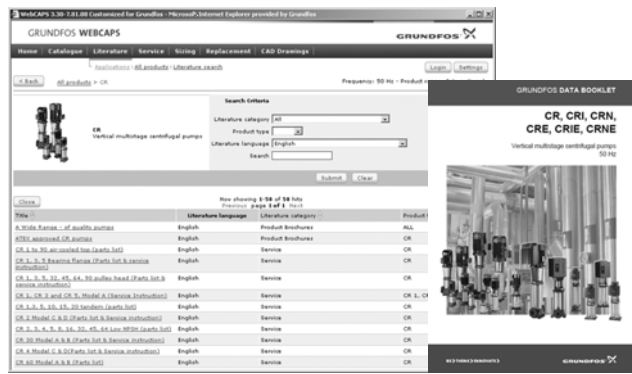 WebCAPS 3.30-7.01.00 Customized for Grundfos - Microsoft Internet Explorer provided by Grundfos
GRUNDFOS WEBCAPS
GRUNDFOS
Home Catalogue Literature Service Sizing Replacement CAD Drawings
Applications All products Literature search
Login Settings
< Back All products > CR
Frequency: 50 Hz - Product
Search Criteria
Literature category All
Product type
Literature language English
Search
CR
Vertical multistage centrifugal pumps
Submit Clear
Close
Now showing 1-58 of 58 hits
Previous page 1 of 1 Next
Title Literature language Literature category Product
A Wide Range - of quality pumps English Product Brochures ALL
ATEX approved CR pumps English Product Brochures CR
CR 1 to 90 air-cooled top (parts list) English Service CR
CR 1, 3, 5 Bearing flange (Parts list & service instruction) English Service CR
CR 1, 3, 5, 32, 45, 64, 90 pulley head (Parts list & service instruction) English Service CR
CR 1, CR 3 and CR 5, Model A (Service Instruction) English Service CR 1, CR
CR 1,3, 5, 10, 15, 20 tandem (parts list) English Service CR
CR 2 Model C & D (Parts list & Service instruction) English Service CR
CR 2, 3, 4, 5, 8, 16, 32, 45, 64 Low NPSH (parts list) English Service CR
CR 30 Model A & B (Parts list & Service instruction) English Service CR
CR 4 Model C & D(Parts list & Service instruction) English Service CR
CR 60 Model A & B (Parts list) English Service CR
GRUNDFOS DATA BOOKLET
CR, CRI, CRN,
CRE, CRIE, CRNE
Vertical multistage centrifugal pumps
50 Hz
BE > THINK > INNOVATE >
GRUNDFOS